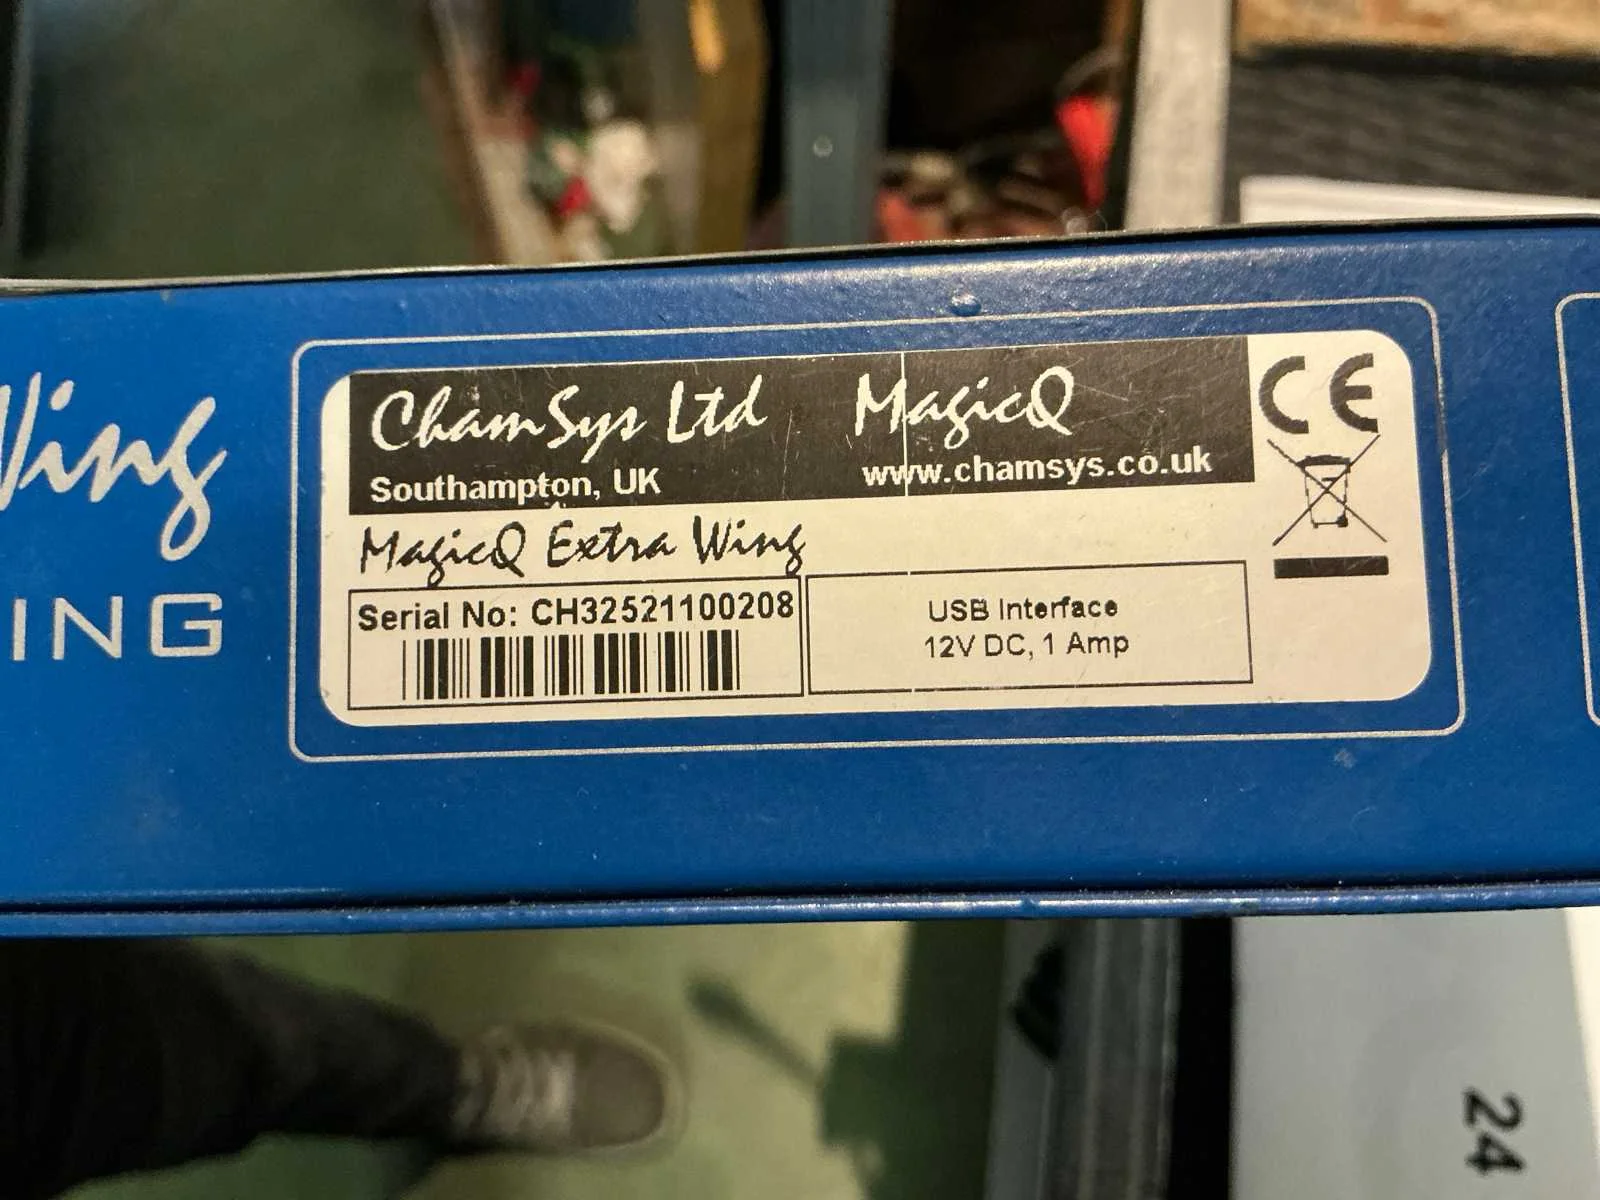 Wing
ING
ChamSys Ltd MagicQ
Southampton, UK www.chamsys.co.uk
CE
MagicQ Extra Wing
Serial No: CH32521100208
USB Interface
12V DC, 1 Amp
24